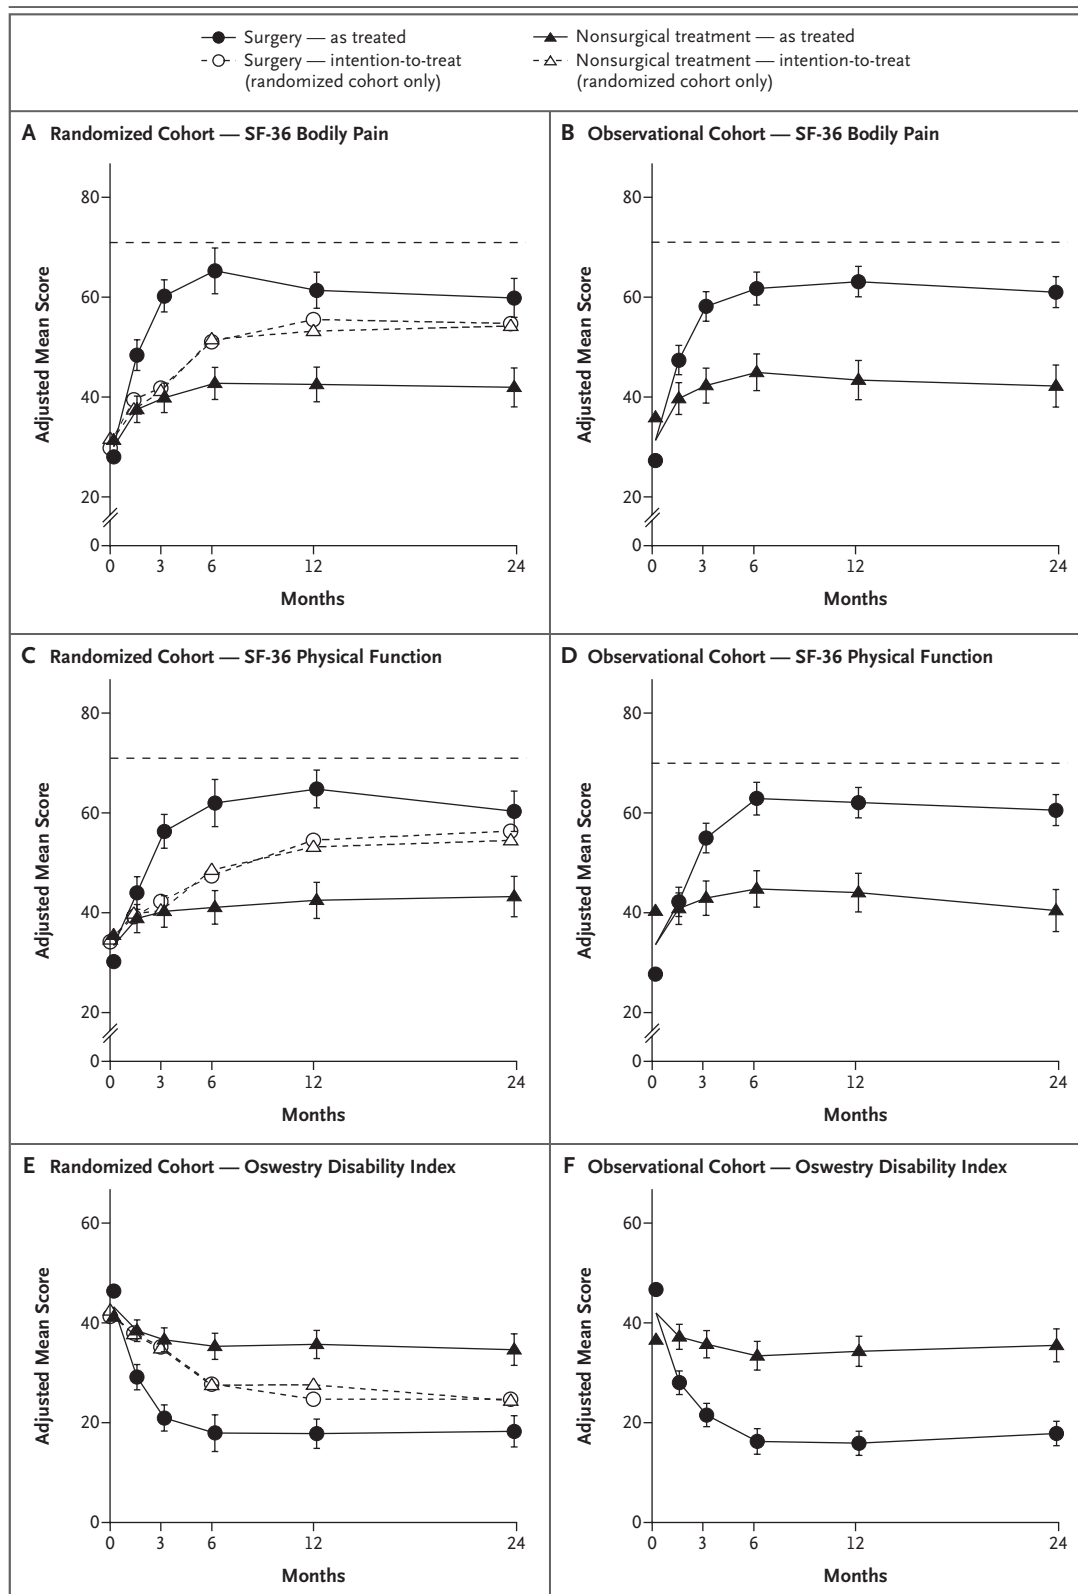 Surgery — as treated
Nonsurgical treatment — as treated
Surgery — intention-to-treat
(randomized cohort only)
Nonsurgical treatment — intention-to-treat
(randomized cohort only)
A Randomized Cohort — SF-36 Bodily Pain
80
60
40
20
0
Adjusted Mean Score
0 3 6 12 24
Months
B Observational Cohort — SF-36 Bodily Pain
80
60
40
20
0
Adjusted Mean Score
0 3 6 12 24
Months
C Randomized Cohort — SF-36 Physical Function
80
60
40
20
0
Adjusted Mean Score
0 3 6 12 24
Months
D Observational Cohort — SF-36 Physical Function
80
60
40
20
0
Adjusted Mean Score
0 3 6 12 24
Months
E Randomized Cohort — Oswestry Disability Index
60
40
20
0
Adjusted Mean Score
0 3 6 12 24
Months
F Observational Cohort — Oswestry Disability Index
60
40
20
0
Adjusted Mean Score
0 3 6 12 24
Months